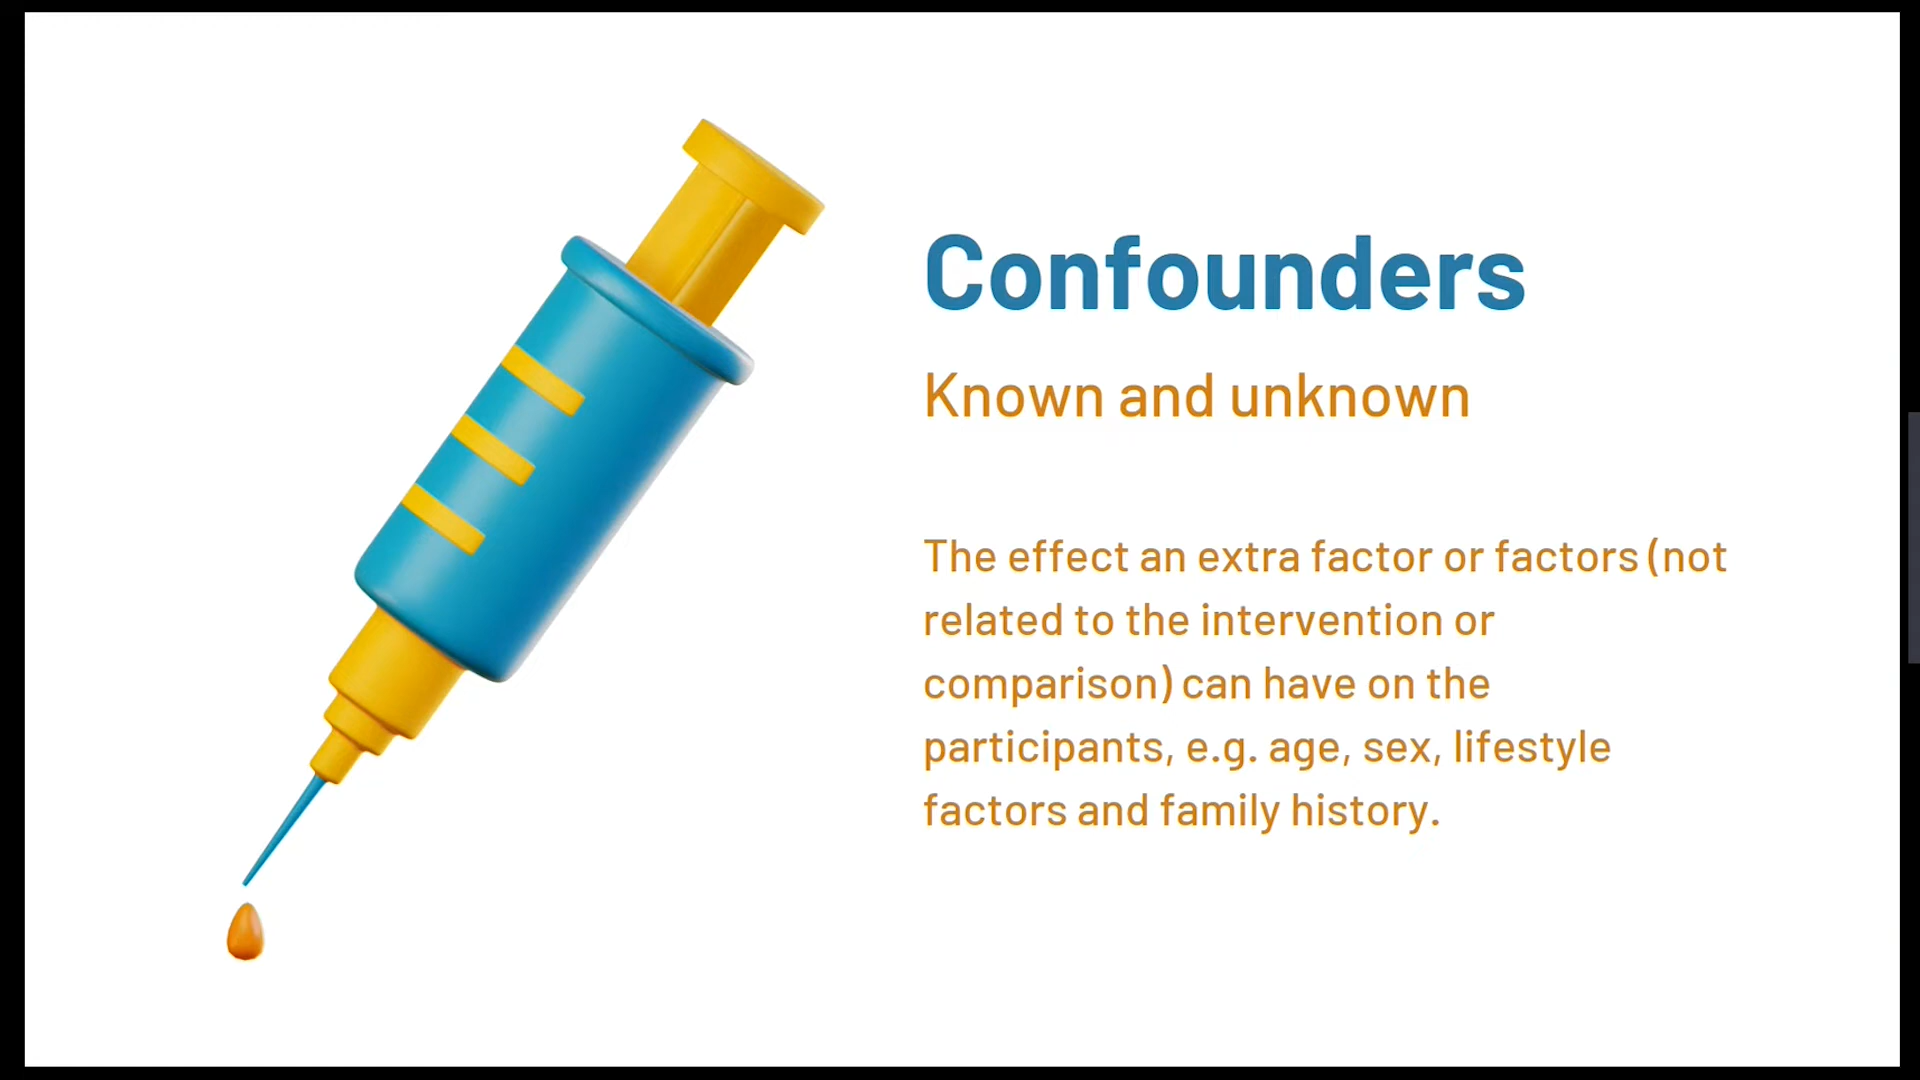 Confounders
Known and unknown
The effect an extra factor or factors (not
related to the intervention or
comparison) can have on the
participants, e.g. age, sex, lifestyle
factors and family history.